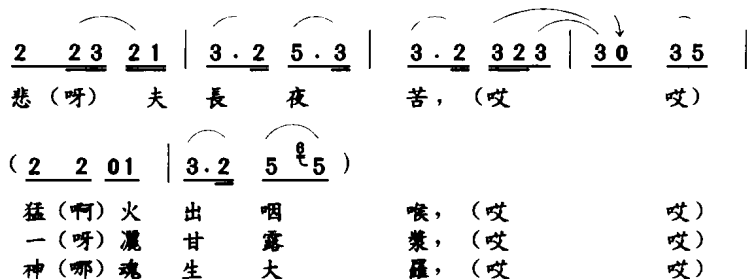 2 23 21 | 3.2 5.3 | 3.2 323 | 30 35 |
悲（呀）夫 長 夜 苦，（哎 哎）
( 2 2 01 | 3.2 5 6 5 )
猛（啊）火 出 咽 喉，（哎 哎）
一（呀）灑 甘 露 漿，（哎 哎）
神（哪）魂 生 大 羅，（哎 哎）